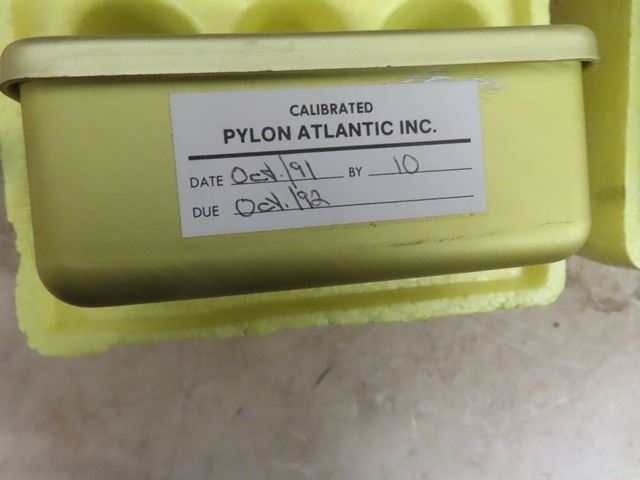 CALIBRATED
PYLON ATLANTIC INC.
DATE Oct./91 BY 10
DUE Oct./92